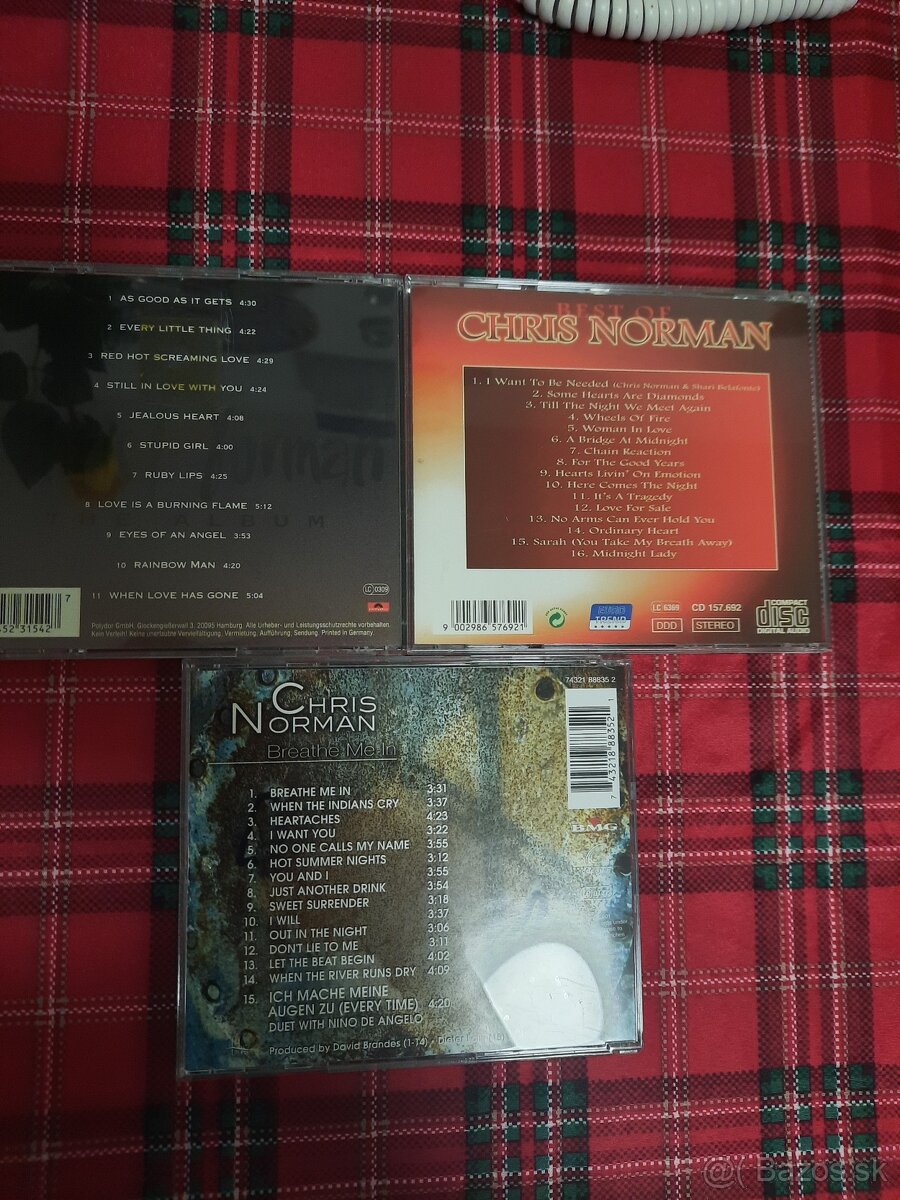 1 AS GOOD AS IT GETS 4:30
2 EVERY LITTLE THING 4:22
3 RED HOT SCREAMING LOVE 4:29
4 STILL IN LOVE WITH YOU 4:24
5 JEALOUS HEART 4:08
6 STUPID GIRL 4:00
7 RUBY LIPS 4:25
8 LOVE IS A BURNING FLAME 5:12
ALBUM
9 EYES OF AN ANGEL 3:53
10 RAINBOW MAN 4:20
11 WHEN LOVE HAS GONE 5:04
LC 0309
52 31542 7
Polydor GmbH, Glockengießerwall 3, 20095 Hamburg. Alle Urheber- und Leistungsschutzrechte vorbehalten.
Kein Verleih! Keine unerlaubte Vervielfältigung, Vermietung, Aufführung, Sendung. Printed in Germany.
BEST OF
CHRIS NORMAN
1. I Want To Be Needed (Chris Norman & Shari Belafonte)
2. Some Hearts Are Diamonds
3. Till The Night We Meet Again
4. Wheels Of Fire
5. Woman In Love
6. A Bridge At Midnight
7. Chain Reaction
8. For The Good Years
9. Hearts Livin' On Emotion
10. Here Comes The Night
11. It's A Tragedy
12. Love For Sale
13. No Arms Can Ever Hold You
14. Ordinary Heart
15. Sarah (You Take My Breath Away)
16. Midnight Lady
9 002986 576921
EURO TREND
LC 6369
CD 157.692
DDD
STEREO
COMPACT
disc
DIGITAL AUDIO
CHRIS
NORMAN
Breathe Me In
74321 88835 2
7 43218 88352 1
BMG
1. BREATHE ME IN 3:31
2. WHEN THE INDIANS CRY 3:37
3. HEARTACHES 4:23
4. I WANT YOU 3:22
5. NO ONE CALLS MY NAME 3:55
6. HOT SUMMER NIGHTS 3:12
7. YOU AND I 3:55
8. JUST ANOTHER DRINK 3:54
9. SWEET SURRENDER 3:18
10. I WILL 3:37
11. OUT IN THE NIGHT 3:06
12. DON'T LIE TO ME 3:11
13. LET THE BEAT BEGIN 4:02
14. WHEN THE RIVER RUNS DRY 4:09
15. ICH MACHE MEINE
AUGEN ZU (EVERY TIME) 4:20
DUET WITH NINO DE ANGELO
Produced by David Brandes (1-14)
@( Bazos.sk